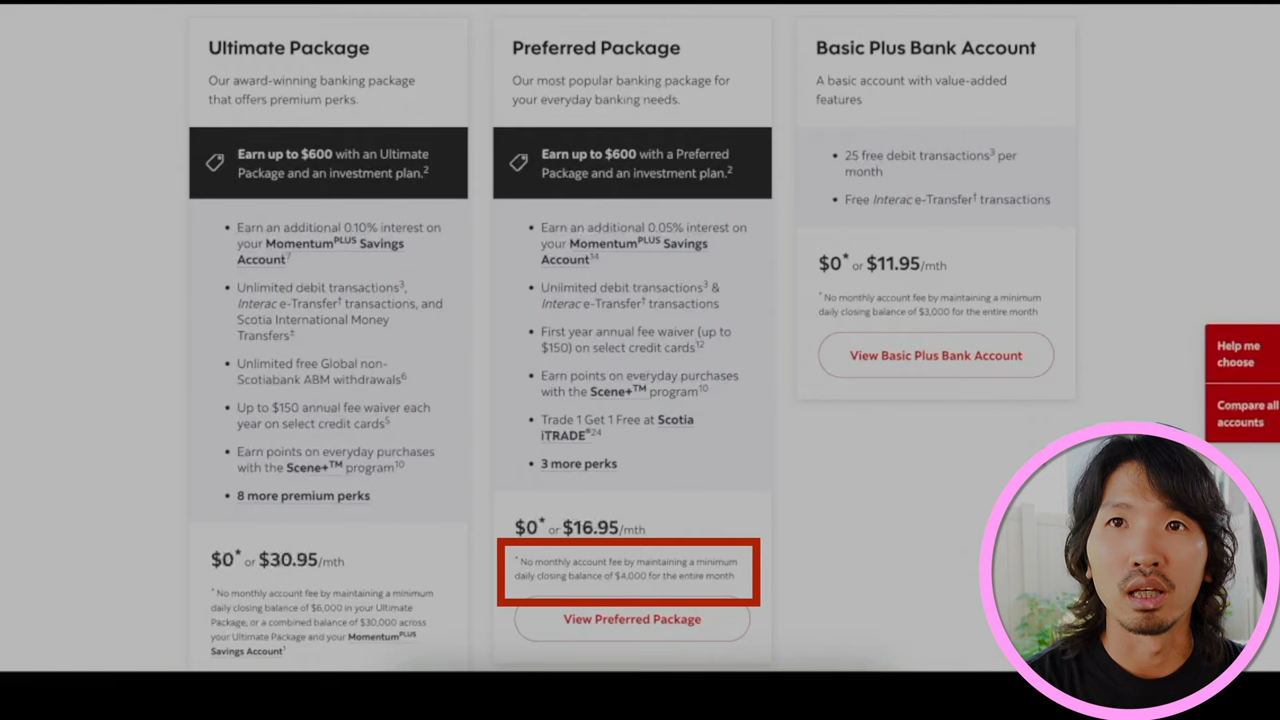 Ultimate Package
Our award-winning banking package
that offers premium perks.
Earn up to $600 with an Ultimate
Package and an investment plan.²
• Earn an additional 0.10% interest on
your Momentum PLUS Savings
Account⁷
• Unlimited debit transactions³,
Interac e-Transfer† transactions, and
Scotia International Money
Transfers±
• Unlimited free Global non-
Scotiabank ABM withdrawals⁶
• Up to $150 annual fee waiver each
year on select credit cards⁵
• Earn points on everyday purchases
with the Scene+™ program¹⁰
• 8 more premium perks
$0* or $30.95/mth
* No monthly account fee by maintaining a minimum
daily closing balance of $6,000 in your Ultimate
Package, or a combined balance of $30,000 across
your Ultimate Package and your Momentum PLUS
Savings Account¹
Preferred Package
Our most popular banking package for
your everyday banking needs.
Earn up to $600 with a Preferred
Package and an investment plan.²
• Earn an additional 0.05% interest on
your Momentum PLUS Savings
Account¹⁴
• Unlimited debit transactions³ &
Interac e-Transfer† transactions
• First year annual fee waiver (up to
$150) on select credit cards¹²
• Earn points on everyday purchases
with the Scene+™ program¹⁰
• Trade 1 Get 1 Free at Scotia
iTRADE®²⁴
• 3 more perks
$0* or $16.95/mth
* No monthly account fee by maintaining a minimum
daily closing balance of $4,000 for the entire month
View Preferred Package
Basic Plus Bank Account
A basic account with value-added
features
• 25 free debit transactions³ per
month
• Free Interac e-Transfer† transactions
$0* or $11.95/mth
* No monthly account fee by maintaining a minimum
daily closing balance of $3,000 for the entire month
View Basic Plus Bank Account
Help me
choose
Compare all
accounts